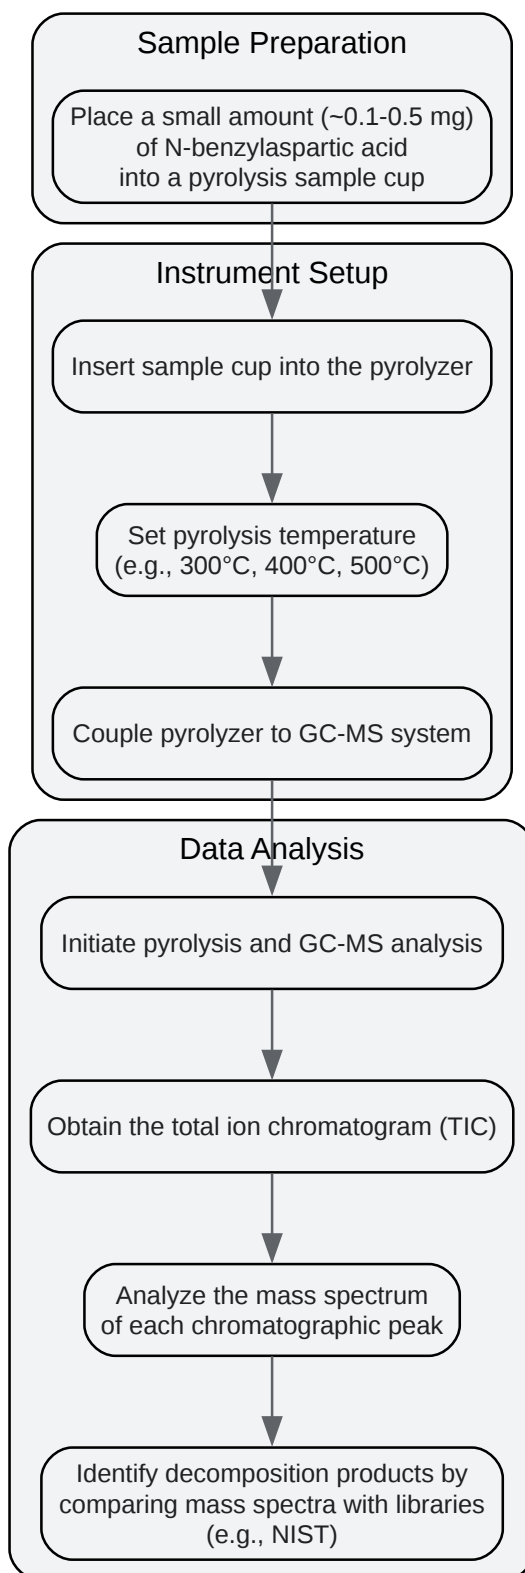 Sample Preparation
Place a small amount (~0.1-0.5 mg)
of N-benzylaspartic acid
into a pyrolysis sample cup
Instrument Setup
Insert sample cup into the pyrolyzer
Set pyrolysis temperature
(e.g., 300°C, 400°C, 500°C)
Couple pyrolyzer to GC-MS system
Data Analysis
Initiate pyrolysis and GC-MS analysis
Obtain the total ion chromatogram (TIC)
Analyze the mass spectrum
of each chromatographic peak
Identify decomposition products by
comparing mass spectra with libraries
(e.g., NIST)